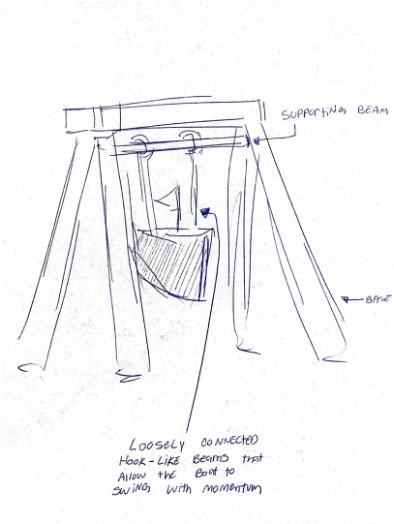 SUPPORTING BEAM
BASE
LOOSELY CONNECTED
HOOK-LIKE BEAMS THAT
ALLOW THE BOAT TO
SWING WITH MOMENTUM